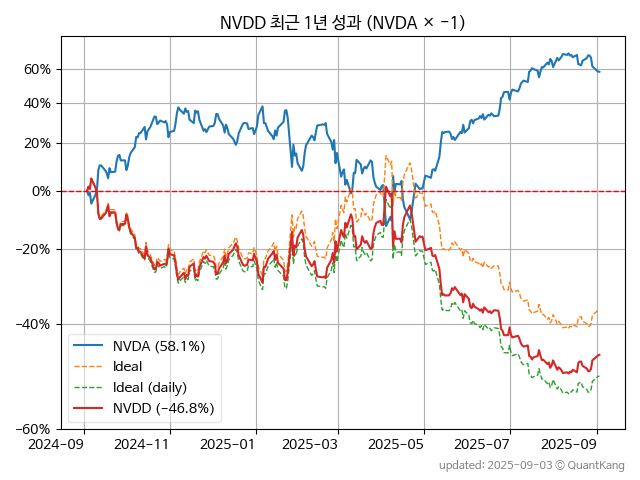 NVDD 최근 1년 성과 (NVDA × −1)
60%
40%
20%
0%
−20%
−40%
−60%
NVDA (58.1%)
Ideal
Ideal (daily)
NVDD (−46.8%)
2024-09 2024-11 2025-01 2025-03 2025-05 2025-07 2025-09
updated: 2025-09-03 © QuantKang